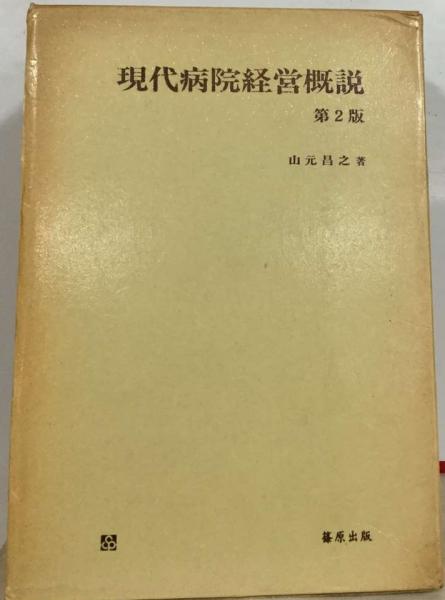 現代病院経営概説
第2版
山元昌之 著
篠原出版